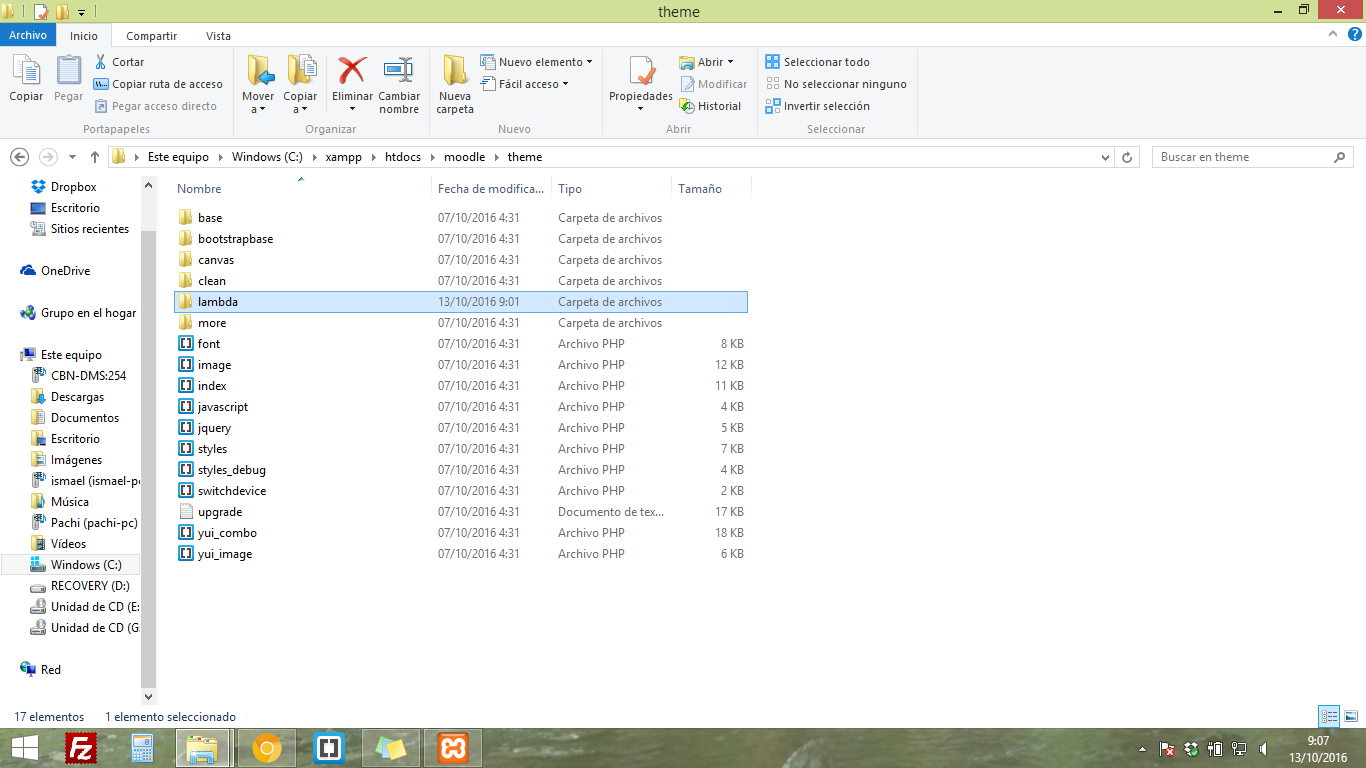 theme
Archivo Inicio Compartir Vista
Copiar
Pegar
Cortar
Copiar ruta de acceso
Pegar acceso directo
Portapapeles
Mover a
Copiar a
Eliminar
Cambiar nombre
Organizar
Nueva carpeta
Nuevo elemento
Fácil acceso
Nuevo
Propiedades
Abrir
Modificar
Historial
Abrir
Seleccionar todo
No seleccionar ninguno
Invertir selección
Seleccionar
Este equipo Windows (C:) xampp htdocs moodle theme
Buscar en theme
Dropbox
Escritorio
Sitios recientes
OneDrive
Grupo en el hogar
Este equipo
CBN-DMS:254
Descargas
Documentos
Escritorio
Imágenes
ismael (ismael-p
Música
Pachi (pachi-pc)
Vídeos
Windows (C:)
RECOVERY (D:)
Unidad de CD (E:
Unidad de CD (G:
Red
Nombre Fecha de modifica... Tipo Tamaño
base 07/10/2016 4:31 Carpeta de archivos
bootstrapbase 07/10/2016 4:31 Carpeta de archivos
canvas 07/10/2016 4:31 Carpeta de archivos
clean 07/10/2016 4:31 Carpeta de archivos
lambda 13/10/2016 9:01 Carpeta de archivos
more 07/10/2016 4:31 Carpeta de archivos
font 07/10/2016 4:31 Archivo PHP 8 KB
image 07/10/2016 4:31 Archivo PHP 12 KB
index 07/10/2016 4:31 Archivo PHP 11 KB
javascript 07/10/2016 4:31 Archivo PHP 4 KB
jquery 07/10/2016 4:31 Archivo PHP 5 KB
styles 07/10/2016 4:31 Archivo PHP 7 KB
styles_debug 07/10/2016 4:31 Archivo PHP 4 KB
switchdevice 07/10/2016 4:31 Archivo PHP 2 KB
upgrade 07/10/2016 4:31 Documento de tex... 17 KB
yui_combo 07/10/2016 4:31 Archivo PHP 18 KB
yui_image 07/10/2016 4:31 Archivo PHP 6 KB
17 elementos 1 elemento seleccionado
Fz
9:07
13/10/2016